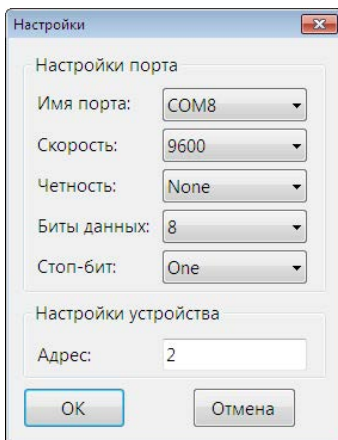 Настройки
Настройки порта
Имя порта: COM8
Скорость: 9600
Четность: None
Биты данных: 8
Стоп-бит: One
Настройки устройства
Адрес: 2
OK Отмена